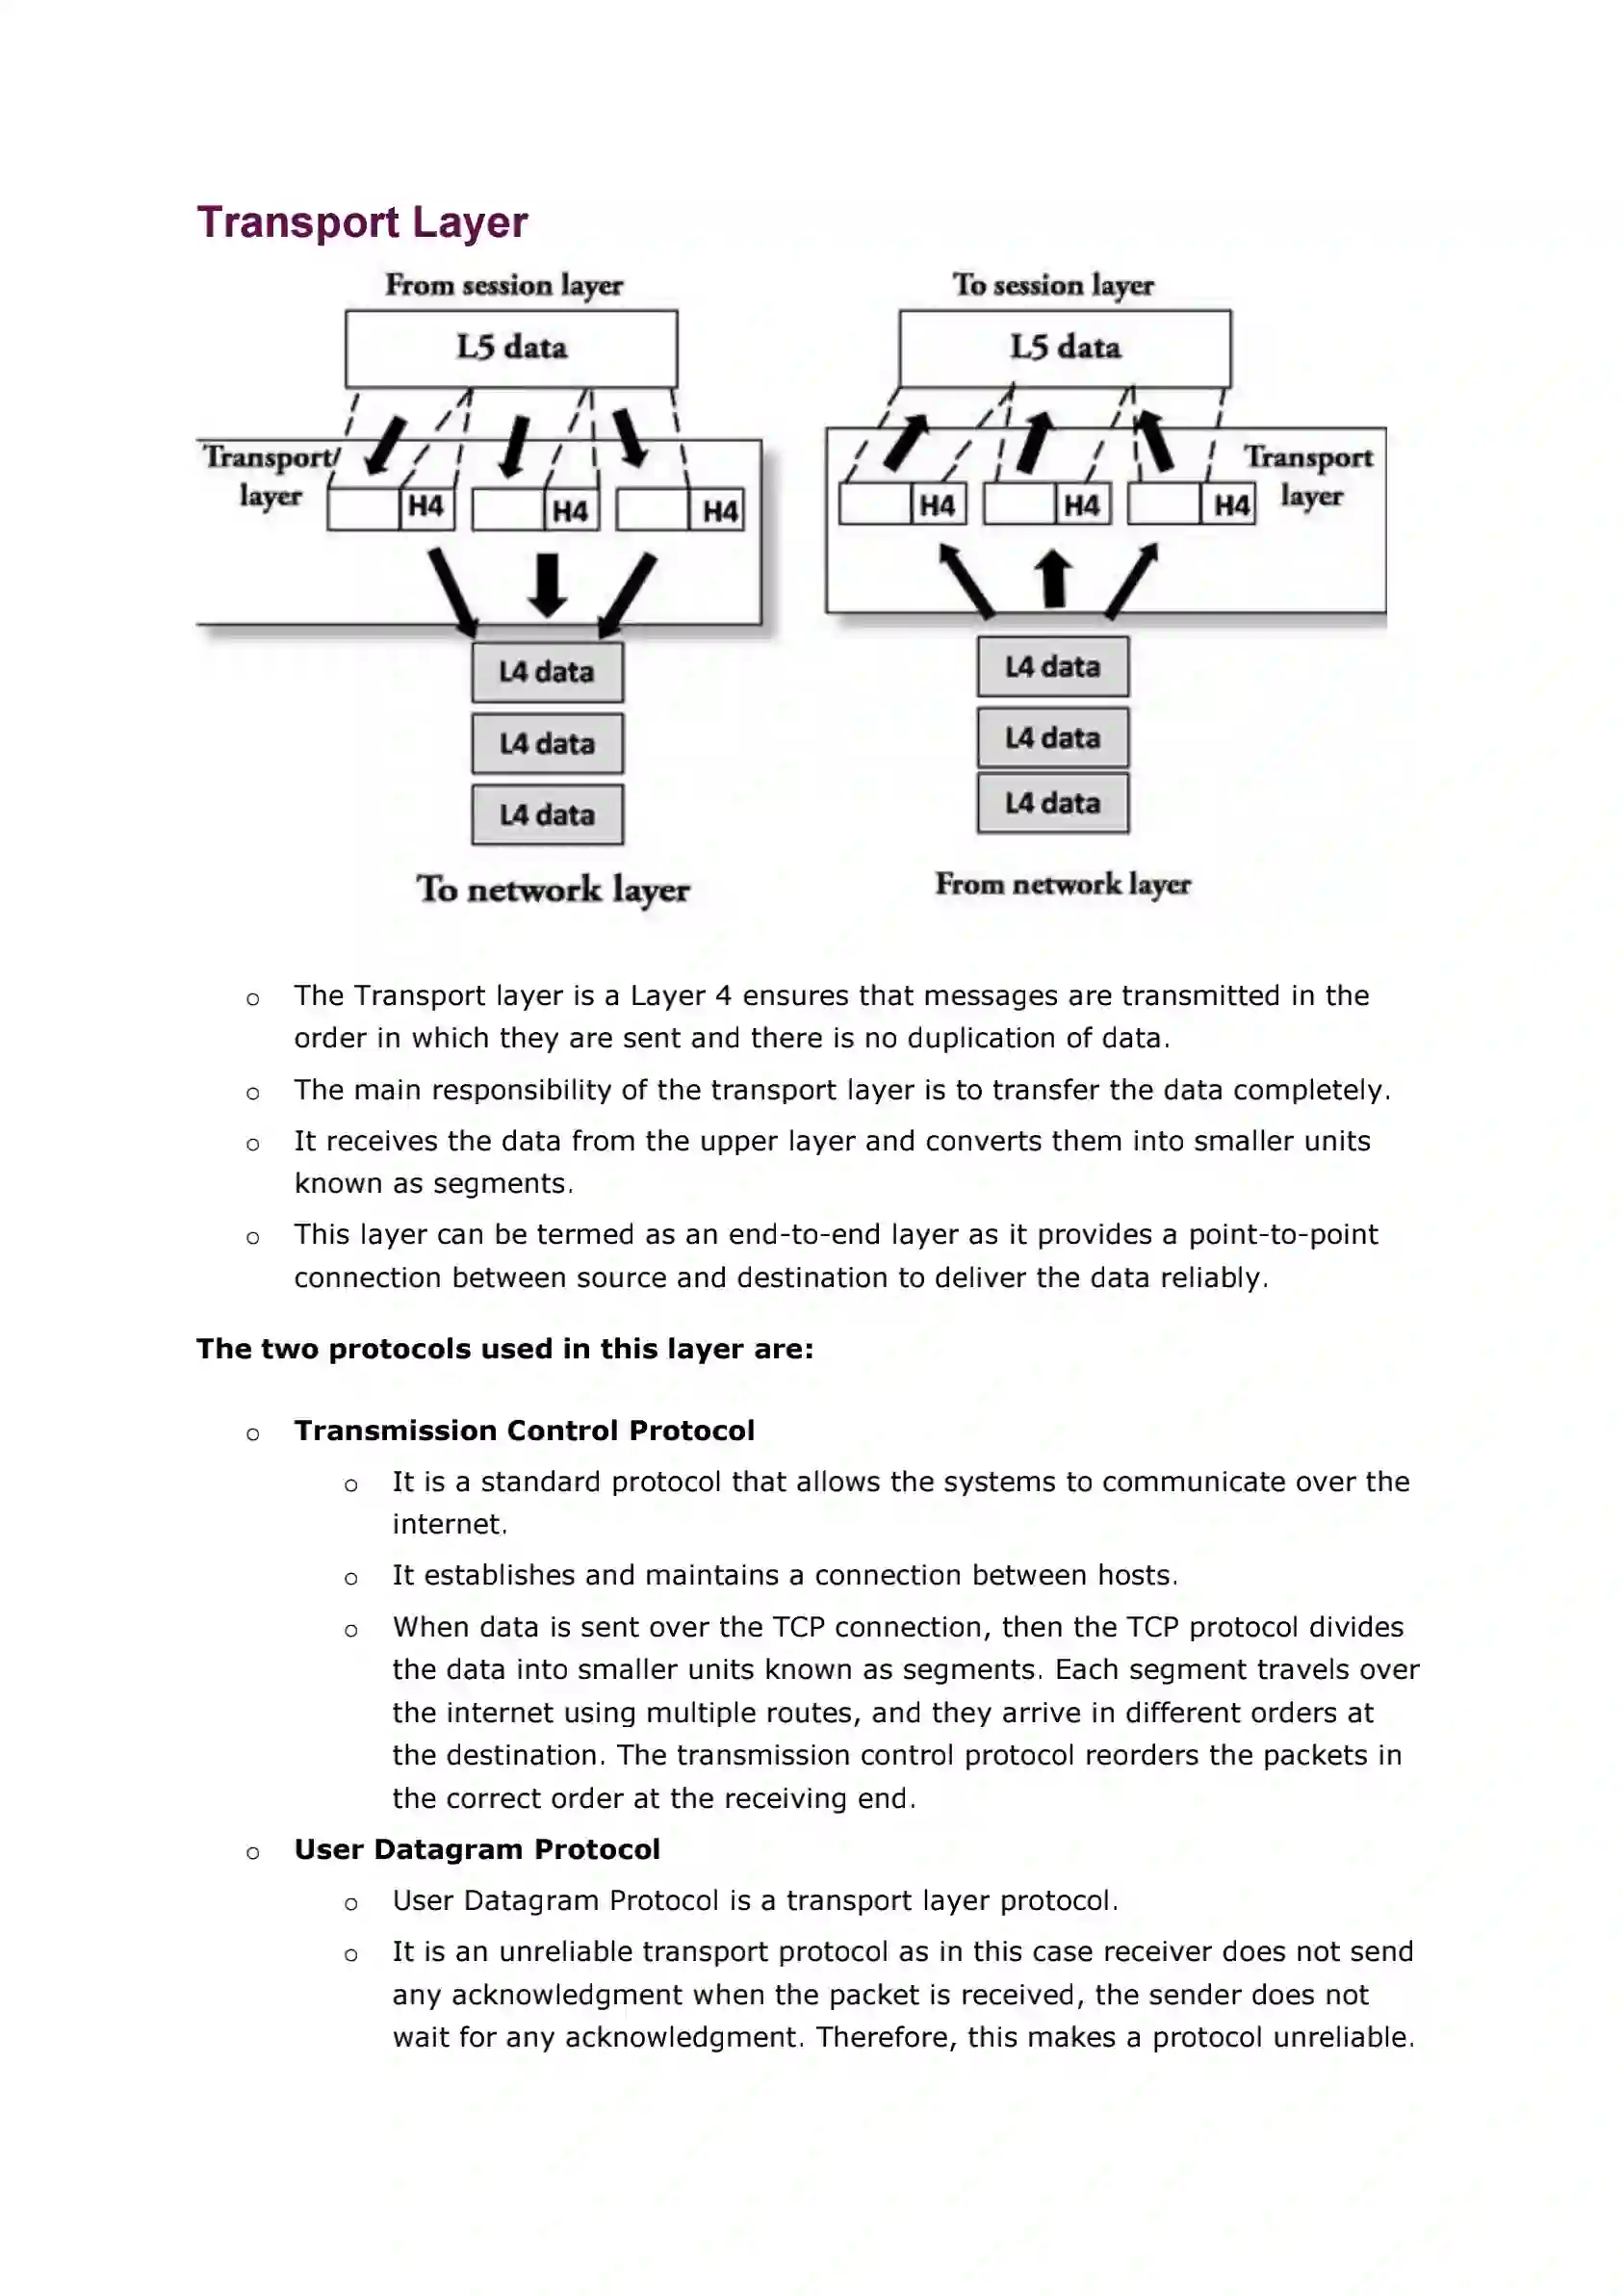 Transport Layer
From session layer
L5 data
Transport
layer
H4
H4
H4
L4 data
L4 data
L4 data
To network layer
To session layer
L5 data
Transport
layer
H4
H4
H4
L4 data
L4 data
L4 data
From network layer
o The Transport layer is a Layer 4 ensures that messages are transmitted in the
order in which they are sent and there is no duplication of data.
o The main responsibility of the transport layer is to transfer the data completely.
o It receives the data from the upper layer and converts them into smaller units
known as segments.
o This layer can be termed as an end-to-end layer as it provides a point-to-point
connection between source and destination to deliver the data reliably.
The two protocols used in this layer are:
o Transmission Control Protocol
o It is a standard protocol that allows the systems to communicate over the
internet.
o It establishes and maintains a connection between hosts.
o When data is sent over the TCP connection, then the TCP protocol divides
the data into smaller units known as segments. Each segment travels over
the internet using multiple routes, and they arrive in different orders at
the destination. The transmission control protocol reorders the packets in
the correct order at the receiving end.
o User Datagram Protocol
o User Datagram Protocol is a transport layer protocol.
o It is an unreliable transport protocol as in this case receiver does not send
any acknowledgment when the packet is received, the sender does not
wait for any acknowledgment. Therefore, this makes a protocol unreliable.